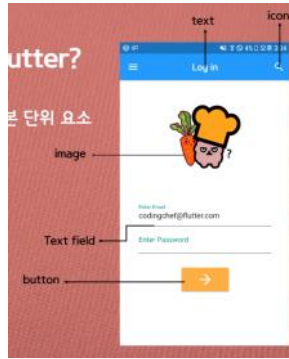 text
icon
utter?
Log in
본 단위 요소
image
?
Enter Email
codingchef@flutter.com
Text field
Enter Password
button